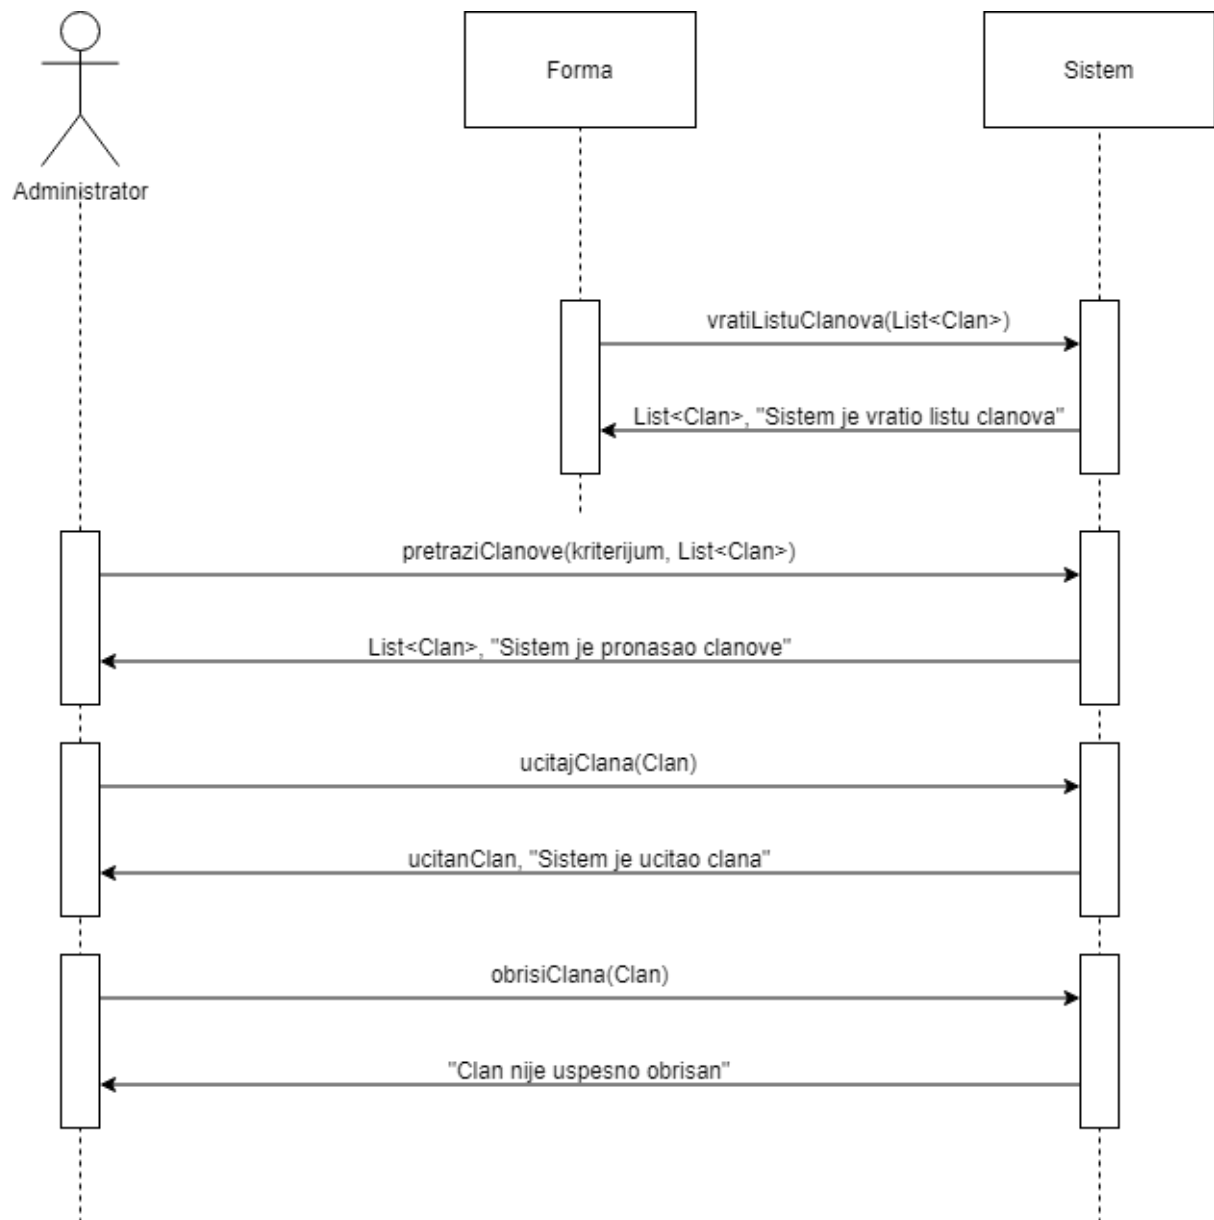 Forma
Sistem
Administrator
vratiListuClanova(List<Clan>)
List<Clan>, "Sistem je vratio listu clanova"
pretraziClanove(kriterijum, List<Clan>)
List<Clan>, "Sistem je pronasao clanove"
ucitajClana(Clan)
ucitanClan, "Sistem je ucitao clana"
obrisiClana(Clan)
"Clan nije uspesno obrisan"